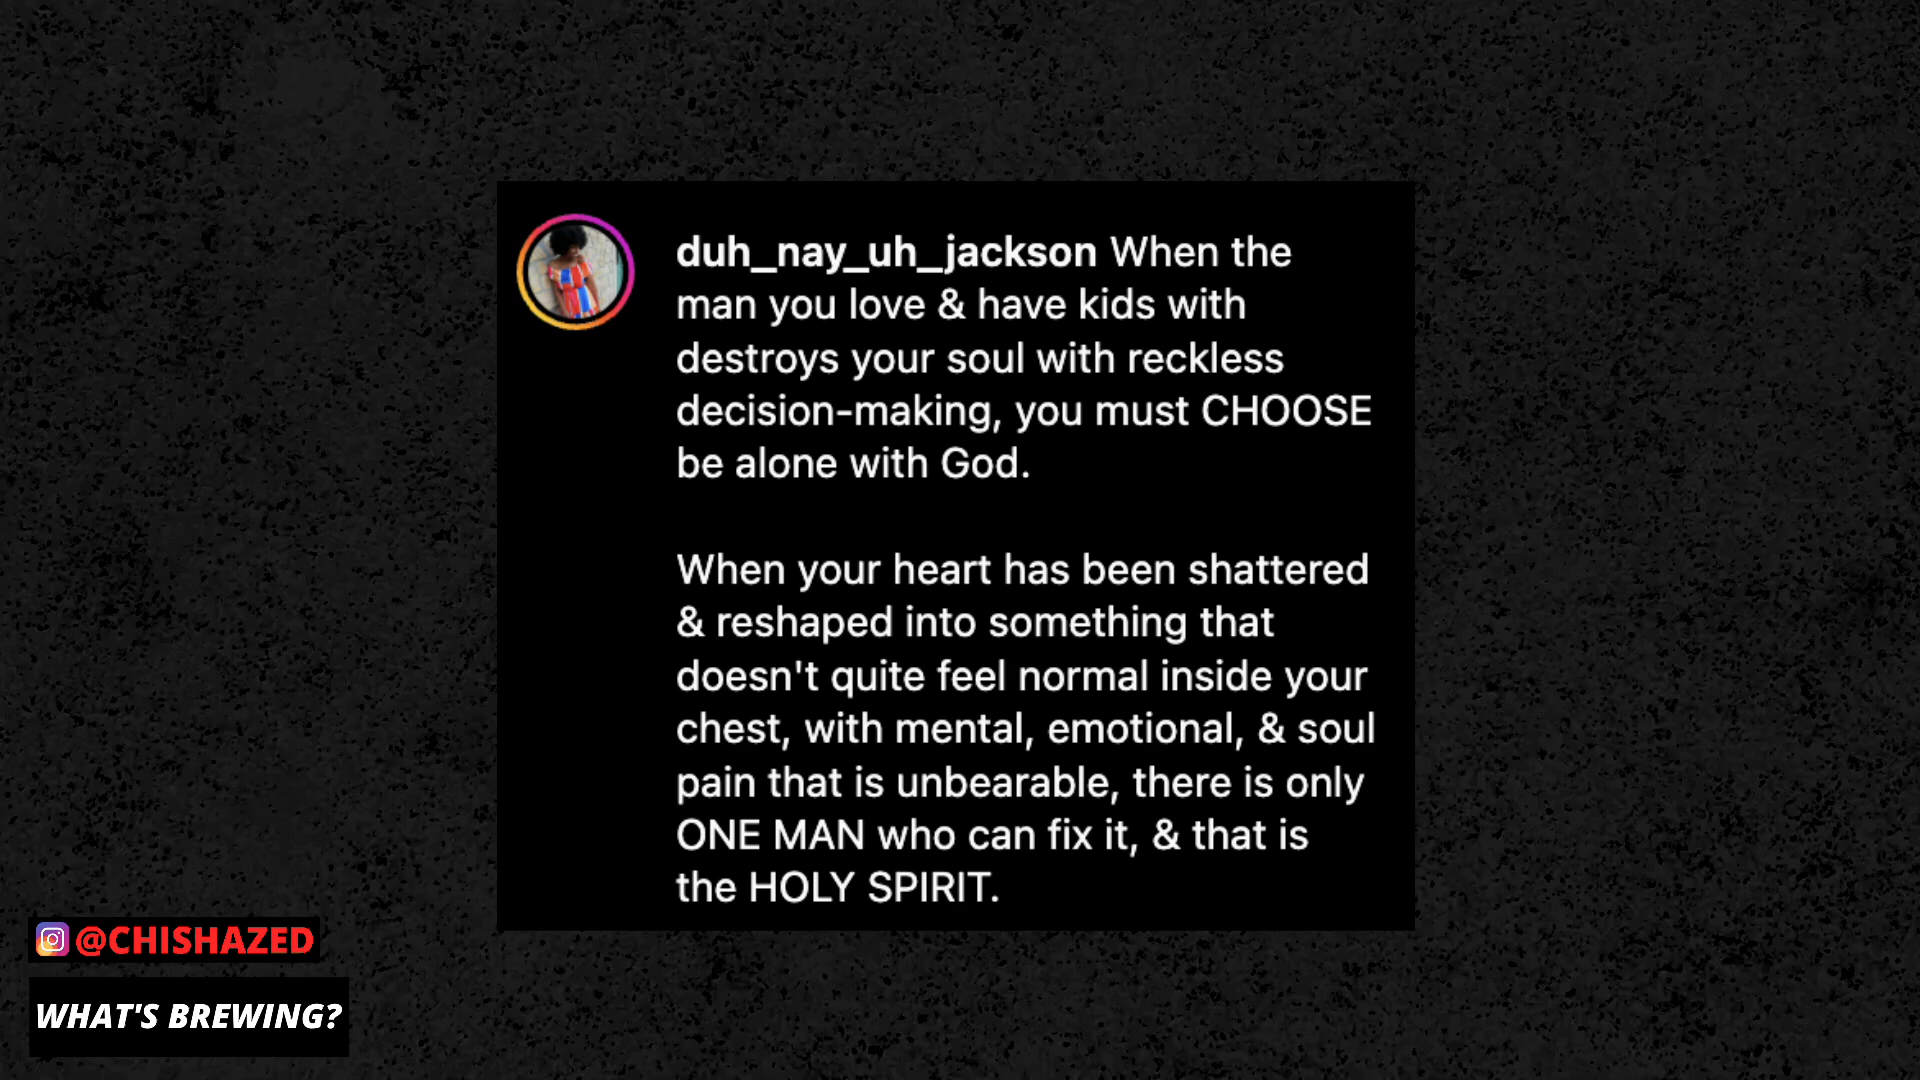 duh_nay_uh_jackson When the
man you love & have kids with
destroys your soul with reckless
decision-making, you must CHOOSE
be alone with God.
When your heart has been shattered
& reshaped into something that
doesn't quite feel normal inside your
chest, with mental, emotional, & soul
pain that is unbearable, there is only
ONE MAN who can fix it, & that is
the HOLY SPIRIT.
@CHISHAZED
WHAT'S BREWING?